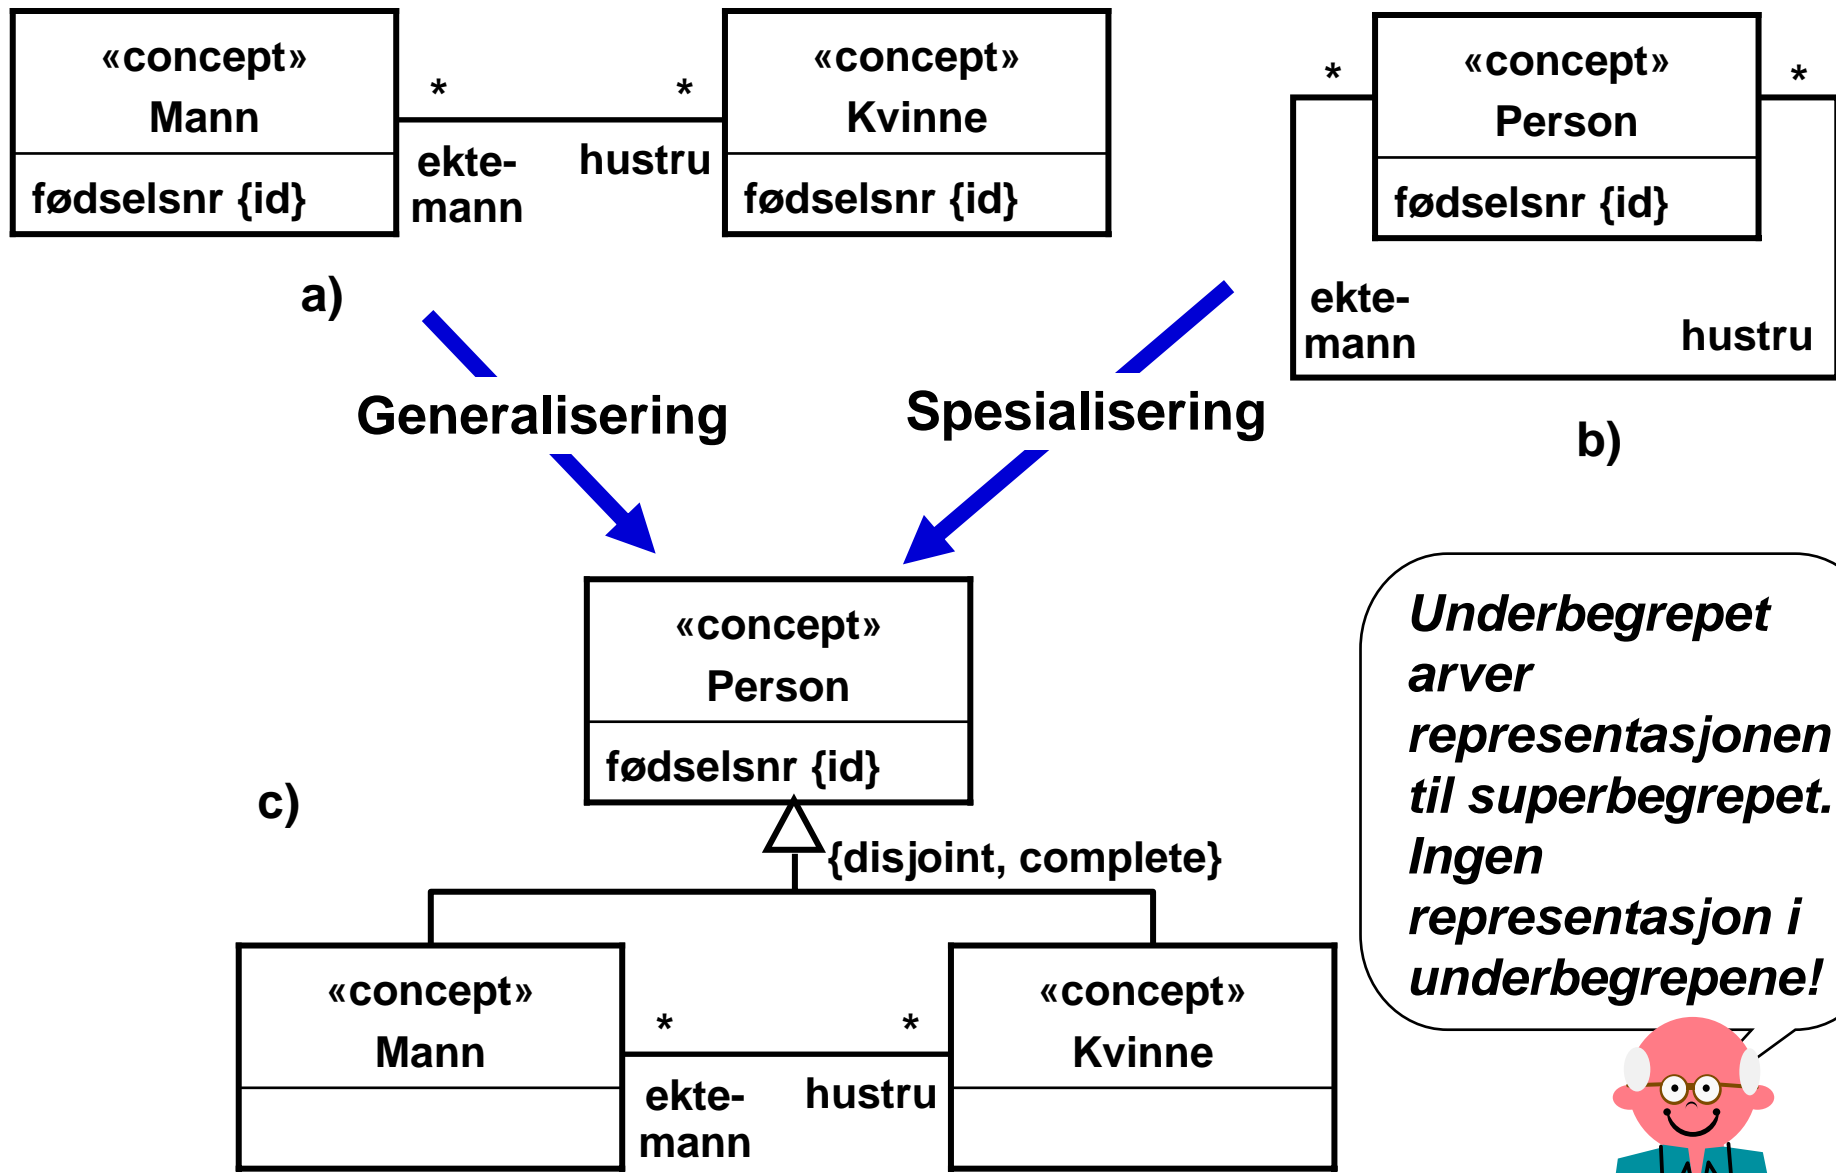 «concept»
Mann
fødselsnr {id}
*
*
ekte-
mann
hustru
«concept»
Kvinne
fødselsnr {id}
a)
*
«concept»
Person
fødselsnr {id}
*
ekte-
mann
hustru
b)
Generalisering
Spesialisering
«concept»
Person
fødselsnr {id}
c)
{disjoint, complete}
«concept»
Mann
*
*
ekte-
mann
hustru
«concept»
Kvinne
Underbegrepet
arver
representasjonen
til superbegrepet.
Ingen
representasjon i
underbegrepene!